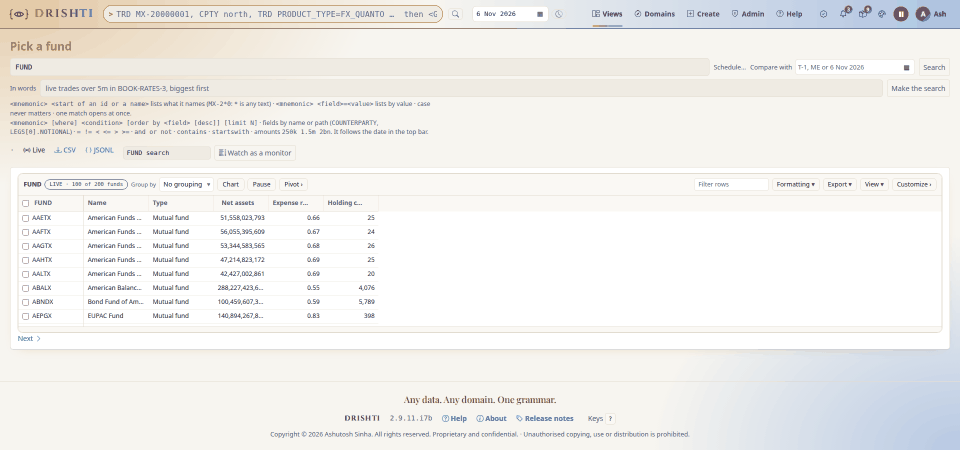 {👁} DRISHTI
> TRD MX-20000001, CPTY north, TRD PRODUCT_TYPE=FX_QUANTO … then <G
6 Nov 2026
Views Domains Create Admin Help
A Ash
Pick a fund
FUND
Schedule... Compare with T-1, ME or 6 Nov 2026 Search
In words live trades over 5m in BOOK-RATES-3, biggest first Make the search
<mnemonic> <start of an id or a name> lists what it names (MX-2*0: * is any text) · <mnemonic> <field>=<value> lists by value · case
never matters · one match opens at once.
<mnemonic> [where] <condition> [order by <field> [desc]] [limit N] · fields by name or path (COUNTERPARTY,
LEGS[0].NOTIONAL) · = != < <= > >= · and or not · contains · startswith · amounts 250k 1.5m 2bn. It follows the date in the top bar.
Live CSV JSONL FUND search Watch as a monitor
FUND LIVE · 100 of 200 funds Group by No grouping Chart Pause Pivot › Filter rows Formatting ▾ Export ▾ View ▾ Customize ›
FUND Name Type Net assets Expense r... Holding c...
AAETX American Funds ... Mutual fund 51,558,023,793 0.66 25
AAFTX American Funds ... Mutual fund 56,055,395,609 0.67 24
AAGTX American Funds ... Mutual fund 53,344,583,565 0.68 26
AAHTX American Funds ... Mutual fund 47,214,823,172 0.69 25
AALTX American Funds ... Mutual fund 42,427,002,861 0.69 20
ABALX American Balanc... Mutual fund 288,227,423,6... 0.55 4,076
ABNDX Bond Fund of Am... Mutual fund 100,459,607,3... 0.59 5,789
AEPGX EUPAC Fund Mutual fund 140,894,267,8... 0.83 398
Next ›
Any data. Any domain. One grammar.
DRISHTI 2.9.11.17b Help About Release notes Keys ?
Copyright © 2026 Ashutosh Sinha. All rights reserved. Proprietary and confidential. · Unauthorised copying, use or distribution is prohibited.